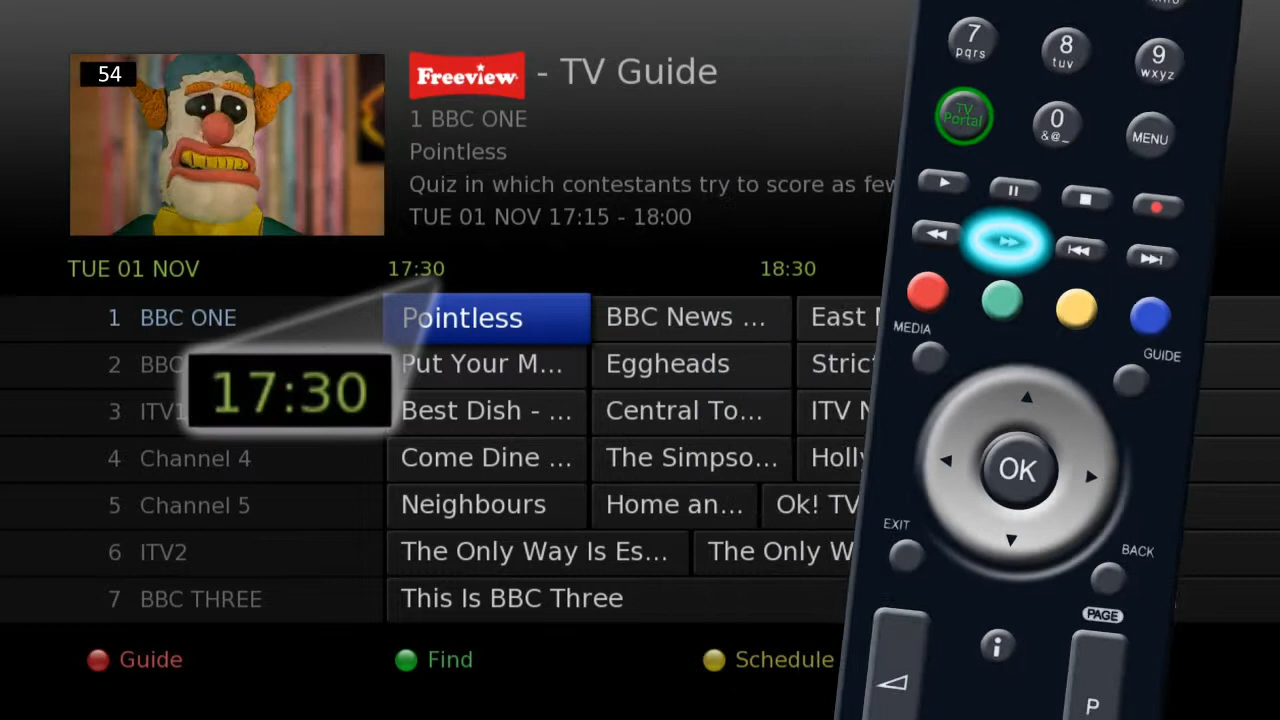 54
Freeview - TV Guide
1 BBC ONE
Pointless
Quiz in which contestants try to score as few
TUE 01 NOV 17:15 - 18:00
TUE 01 NOV 17:30 18:30
1 BBC ONE Pointless BBC News ... East
2 BBC Put Your M... Eggheads Strict
17:30
3 ITV1 Best Dish - ... Central To... ITV
4 Channel 4 Come Dine ... The Simpso... Holly
5 Channel 5 Neighbours Home an... Ok! TV
6 ITV2 The Only Way Is Es... The Only
7 BBC THREE This Is BBC Three
Guide Find Schedule
7 pqrs
8 tuv
9 wxyz
TV Portal
0 &@_
MENU
MEDIA
GUIDE
OK
EXIT
BACK
PAGE
i
P